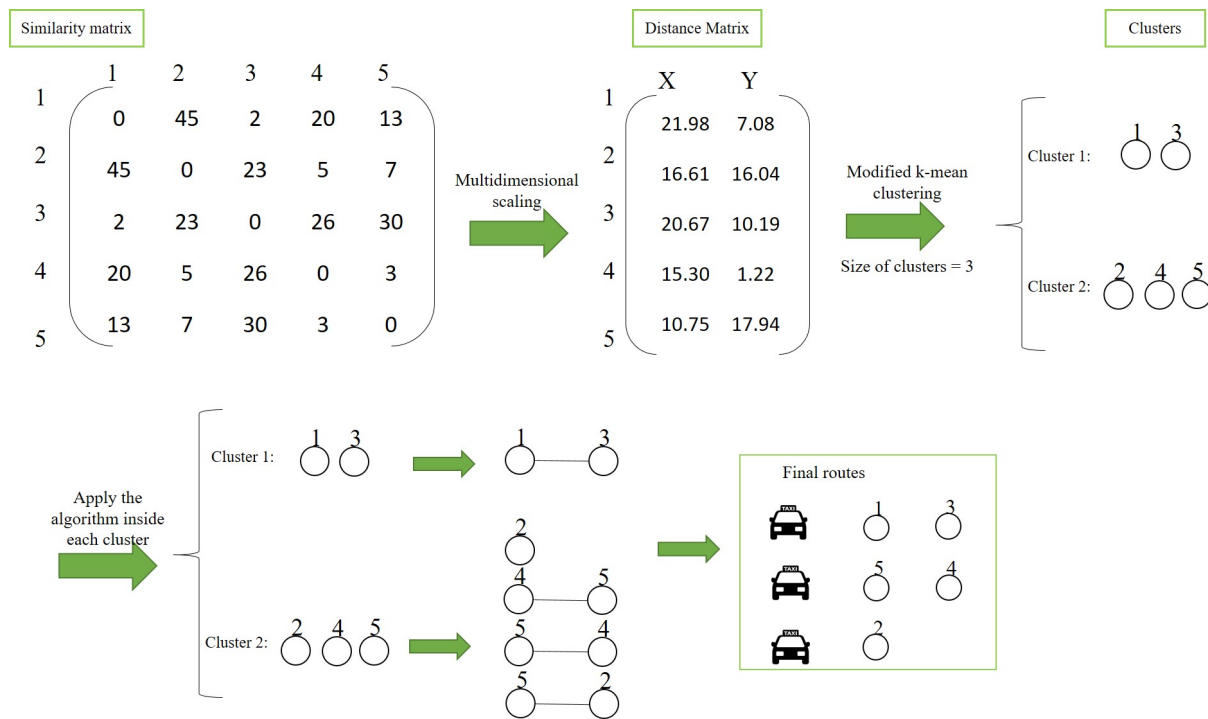 Similarity matrix
Distance Matrix
Clusters
1 2 3 4 5
1
0 45 2 20 13
2
45 0 23 5 7
3
2 23 0 26 30
4
20 5 26 0 3
5
13 7 30 3 0
Multidimensional
scaling
X Y
1
21.98 7.08
2
16.61 16.04
3
20.67 10.19
4
15.30 1.22
5
10.75 17.94
Modified k-mean
clustering
Size of clusters = 3
1 3
Cluster 1:
2 4 5
Cluster 2:
Apply the
algorithm inside
each cluster
1 3
Cluster 1:
1 3
2 4 5
Cluster 2:
2
4 5
5 4
5 2
Final routes
TAXI
1 3
TAXI
5 4
TAXI
2